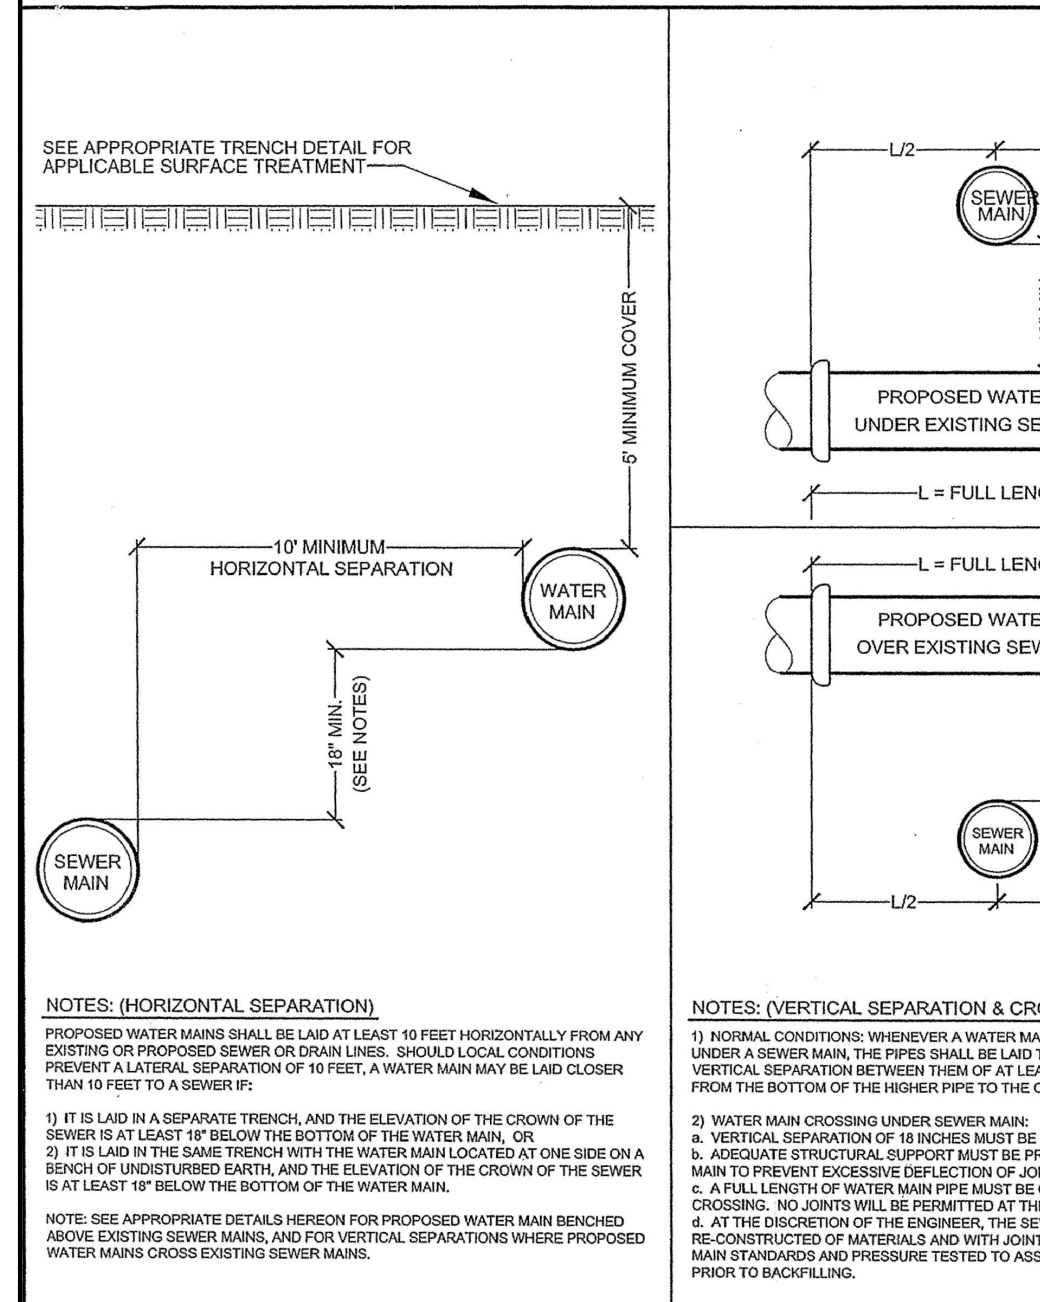 SEE APPROPRIATE TRENCH DETAIL FOR
APPLICABLE SURFACE TREATMENT
5' MINIMUM COVER
10' MINIMUM
HORIZONTAL SEPARATION
WATER
MAIN
18" MIN.
(SEE NOTES)
SEWER
MAIN
NOTES: (HORIZONTAL SEPARATION)
PROPOSED WATER MAINS SHALL BE LAID AT LEAST 10 FEET HORIZONTALLY FROM ANY
EXISTING OR PROPOSED SEWER OR DRAIN LINES. SHOULD LOCAL CONDITIONS
PREVENT A LATERAL SEPARATION OF 10 FEET, A WATER MAIN MAY BE LAID CLOSER
THAN 10 FEET TO A SEWER IF:
1) IT IS LAID IN A SEPARATE TRENCH, AND THE ELEVATION OF THE CROWN OF THE
SEWER IS AT LEAST 18" BELOW THE BOTTOM OF THE WATER MAIN, OR
2) IT IS LAID IN THE SAME TRENCH WITH THE WATER MAIN LOCATED AT ONE SIDE ON A
BENCH OF UNDISTURBED EARTH, AND THE ELEVATION OF THE CROWN OF THE SEWER
IS AT LEAST 18" BELOW THE BOTTOM OF THE WATER MAIN.
NOTE: SEE APPROPRIATE DETAILS HEREON FOR PROPOSED WATER MAIN BENCHED
ABOVE EXISTING SEWER MAINS, AND FOR VERTICAL SEPARATIONS WHERE PROPOSED
WATER MAINS CROSS EXISTING SEWER MAINS.
L/2
SEWER
MAIN
PROPOSED WATE
UNDER EXISTING SE
L = FULL LEN
L = FULL LEN
PROPOSED WATE
OVER EXISTING SE
SEWER
MAIN
L/2
NOTES: (VERTICAL SEPARATION & CRO
1) NORMAL CONDITIONS: WHENEVER A WATER MA
UNDER A SEWER MAIN, THE PIPES SHALL BE LAID
VERTICAL SEPARATION BETWEEN THEM OF AT LEA
FROM THE BOTTOM OF THE HIGHER PIPE TO THE
2) WATER MAIN CROSSING UNDER SEWER MAIN:
a. VERTICAL SEPARATION OF 18 INCHES MUST BE
b. ADEQUATE STRUCTURAL SUPPORT MUST BE PR
MAIN TO PREVENT EXCESSIVE DEFLECTION OF JO
c. A FULL LENGTH OF WATER MAIN PIPE MUST BE
CROSSING. NO JOINTS WILL BE PERMITTED AT TH
d. AT THE DISCRETION OF THE ENGINEER, THE SE
RE-CONSTRUCTED OF MATERIALS AND WITH JOINT
MAIN STANDARDS AND PRESSURE TESTED TO ASS
PRIOR TO BACKFILLING.